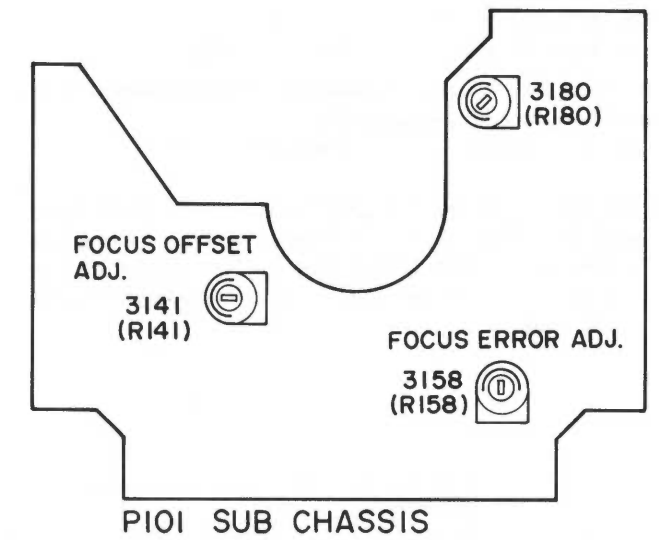 3180
(R180)
FOCUS OFFSET
ADJ.
3141
(R141)
FOCUS ERROR ADJ.
3158
(R158)
P101 SUB CHASSIS